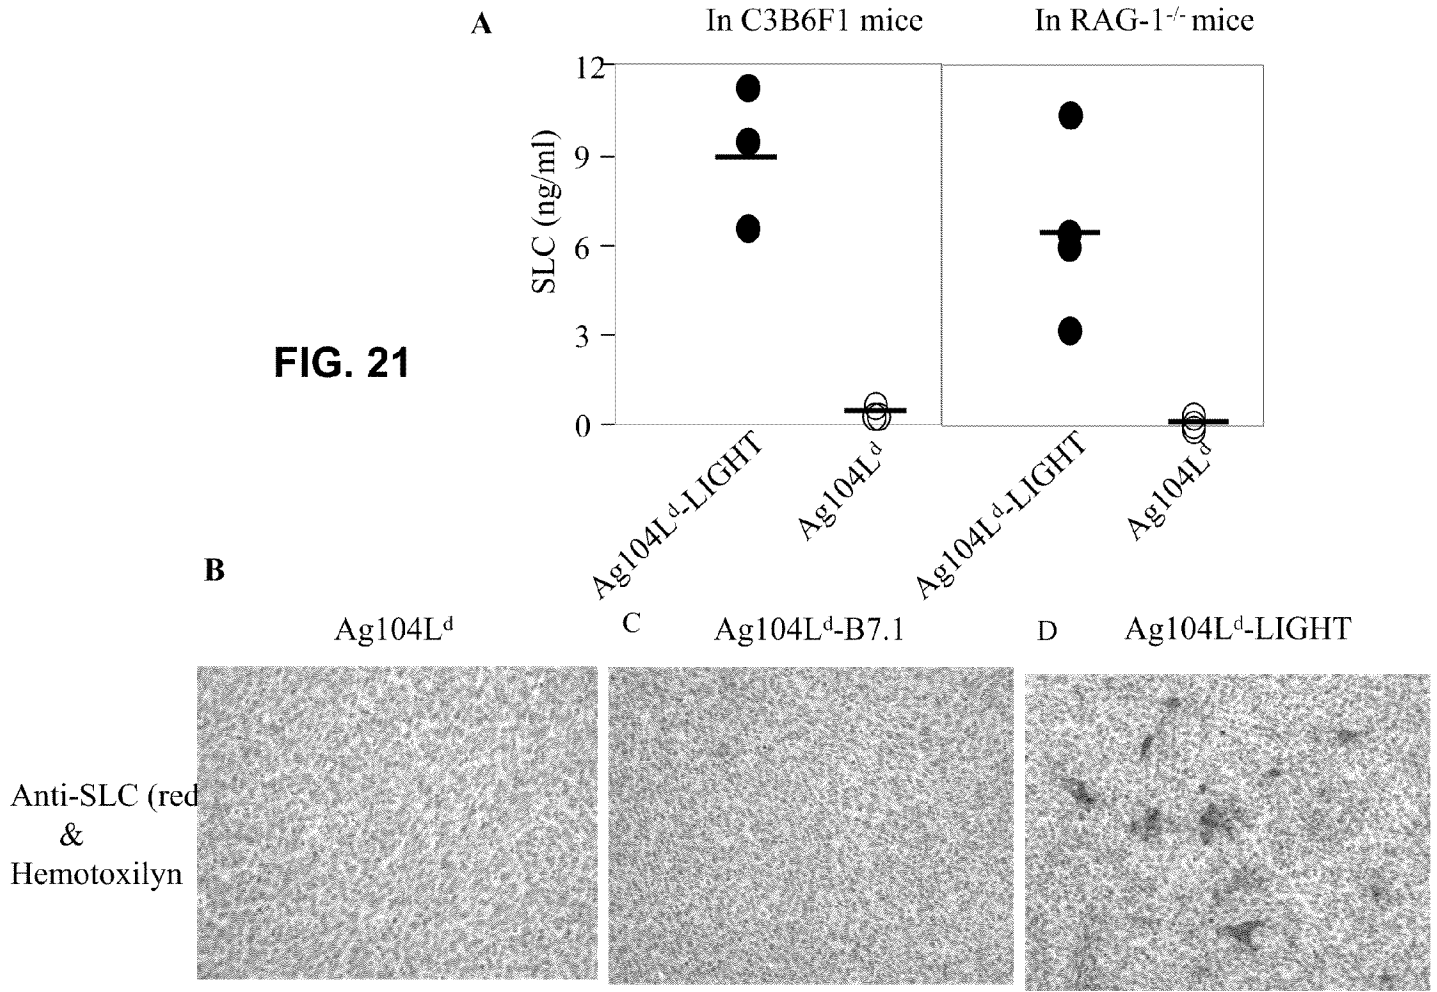 A
In C3B6F1 mice
In RAG-1-/- mice
12
9
6
3
0
SLC (ng/ml)
FIG. 21
Ag104Ld-LIGHT
Ag104Ld
Ag104Ld-LIGHT
Ag104Ld
B
Ag104Ld
C
Ag104Ld-B7.1
D
Ag104Ld-LIGHT
Anti-SLC (red
&
Hemotoxilyn